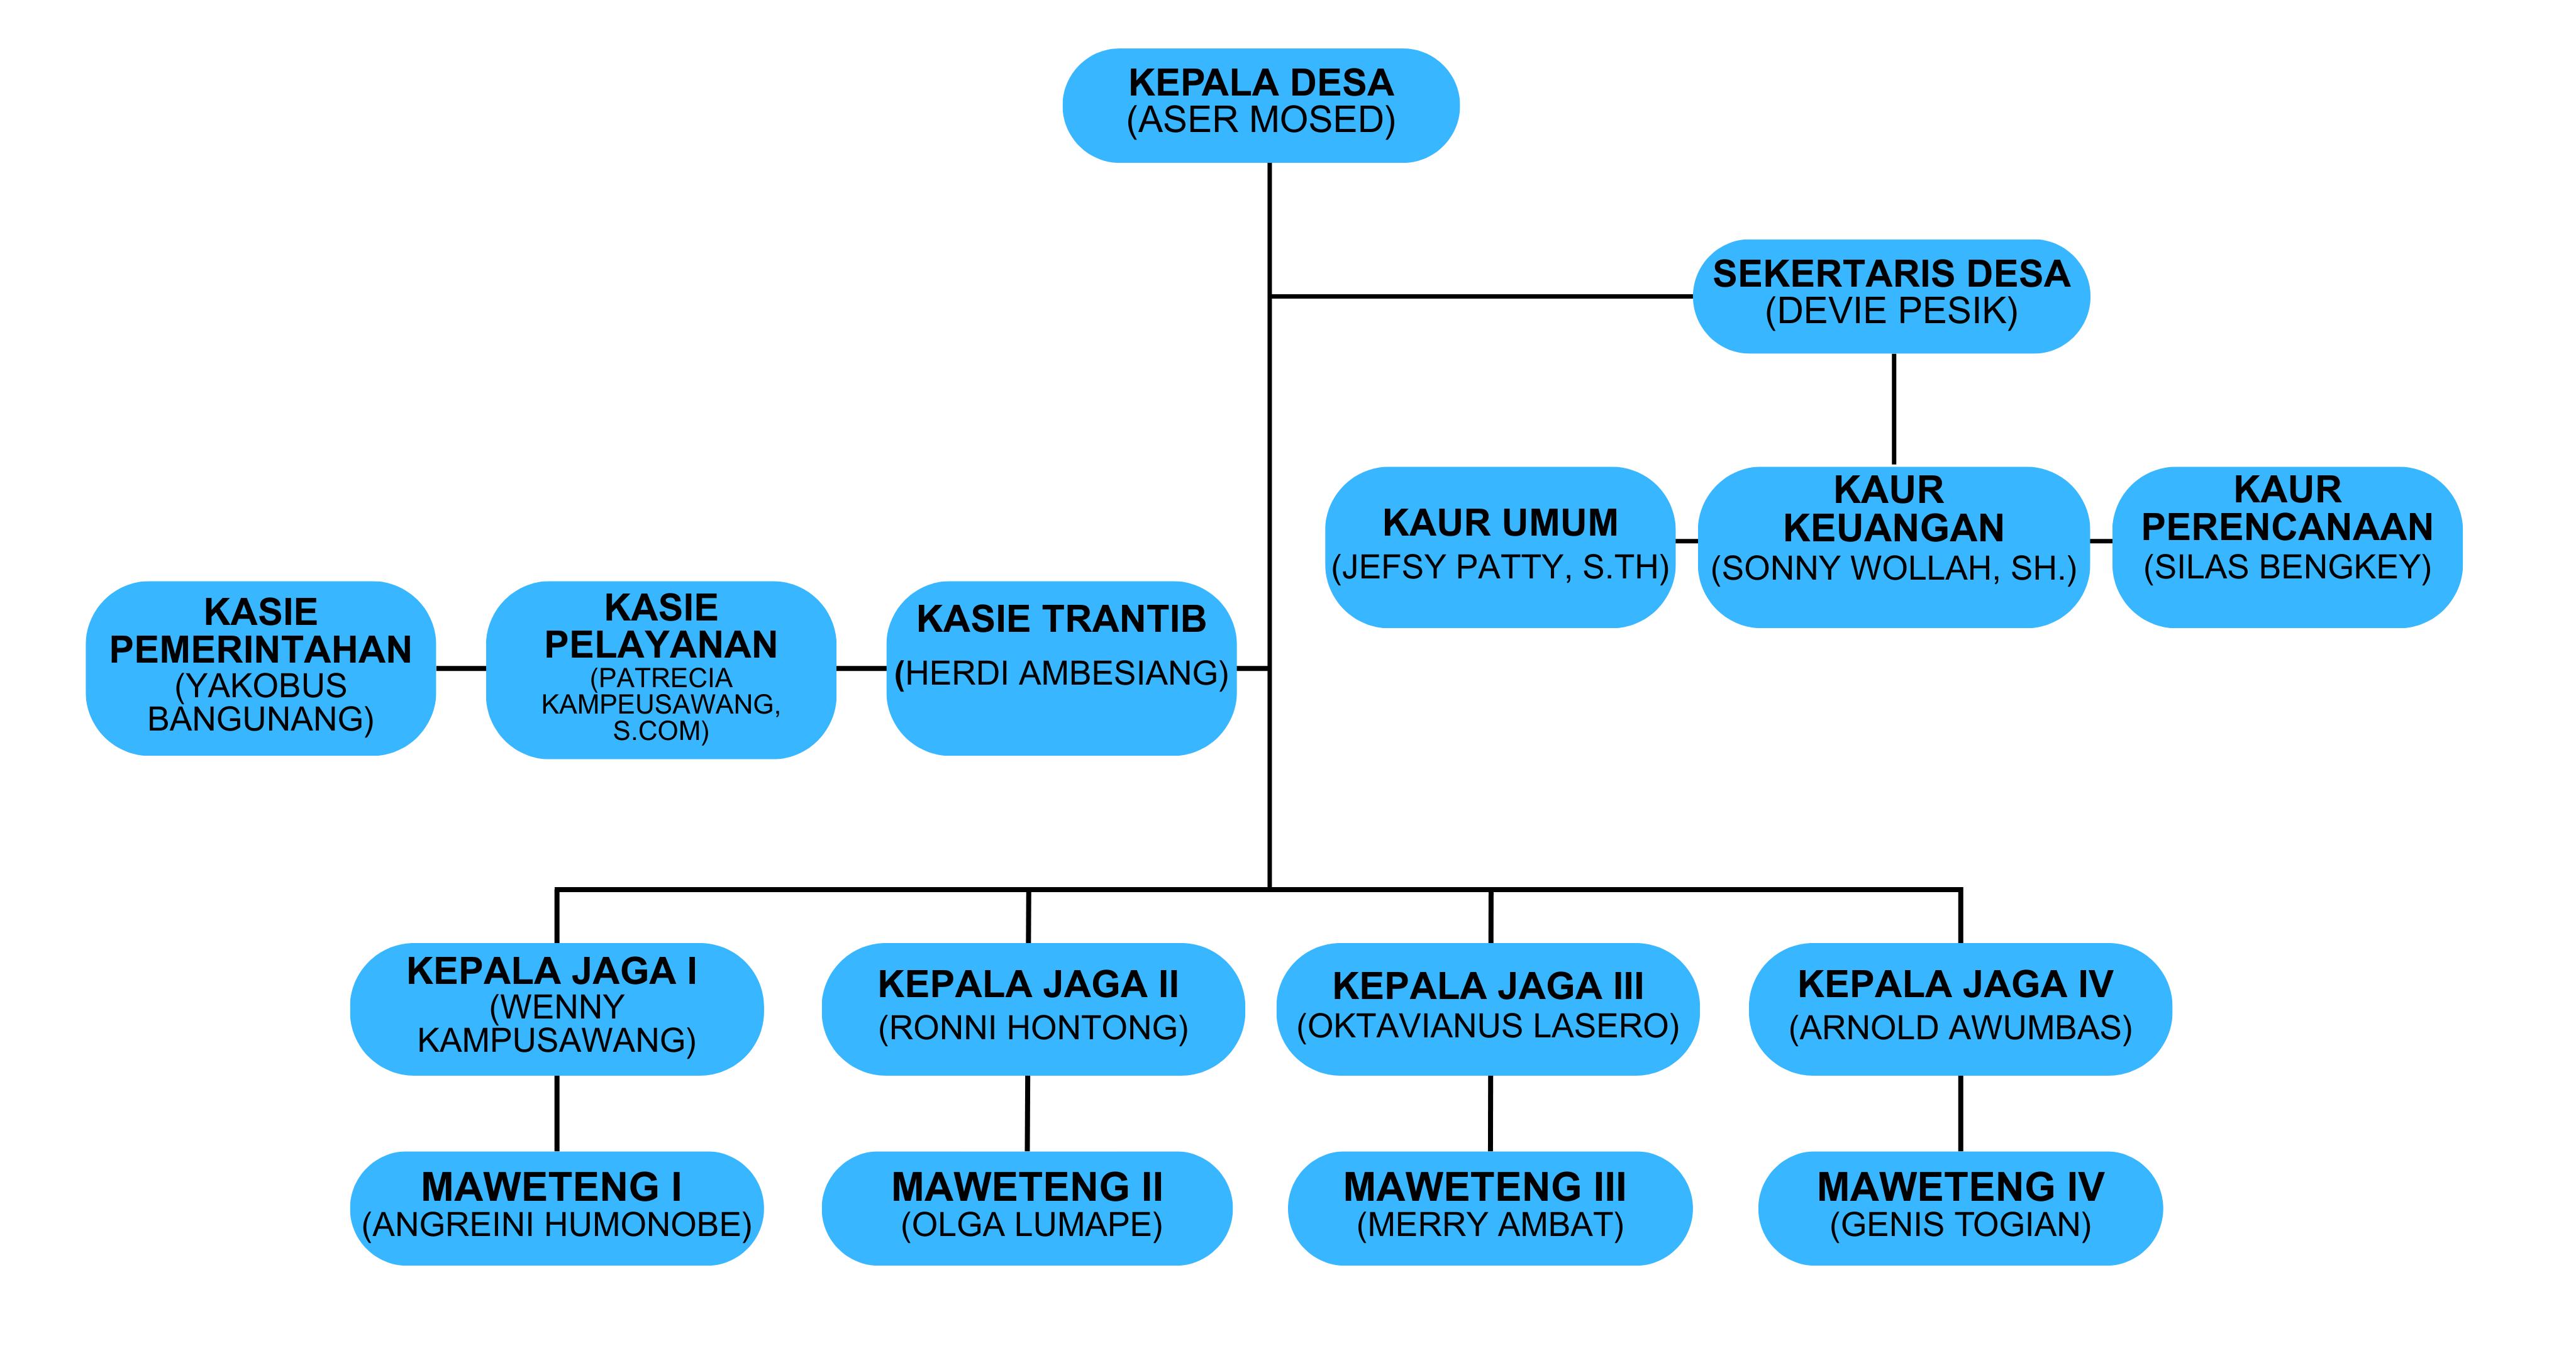 KEPALA DESA
(ASER MOSED)
SEKERTARIS DESA
(DEVIE PESIK)
KAUR UMUM
(JEFSY PATTY, S.TH)
KAUR
KEUANGAN
(SONNY WOLLAH, SH.)
KAUR
PERENCANAAN
(SILAS BENGKEY)
KASIE
PEMERINTAHAN
(YAKOBUS
BANGUNANG)
KASIE
PELAYANAN
(PATRECIA
KAMPEUSAWANG,
S.COM)
KASIE TRANTIB
(HERDI AMBESIANG)
KEPALA JAGA I
(WENNY
KAMPUSAWANG)
KEPALA JAGA II
(RONNI HONTONG)
KEPALA JAGA III
(OKTAVIANUS LASERO)
KEPALA JAGA IV
(ARNOLD AWUMBAS)
MAWETENG I
(ANGREINI HUMONOBE)
MAWETENG II
(OLGA LUMAPE)
MAWETENG III
(MERRY AMBAT)
MAWETENG IV
(GENIS TOGIAN)